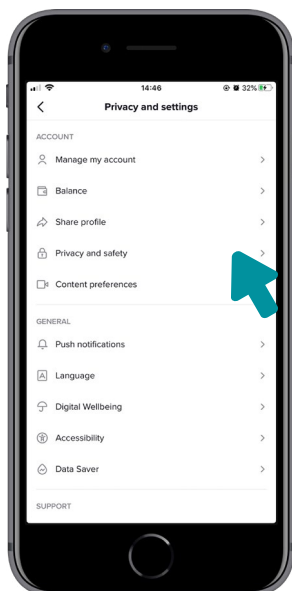 14:46
32%
Privacy and settings
ACCOUNT
Manage my account
Balance
Share profile
Privacy and safety
Content preferences
GENERAL
Push notifications
A Language
Digital Wellbeing
Accessibility
Data Saver
SUPPORT